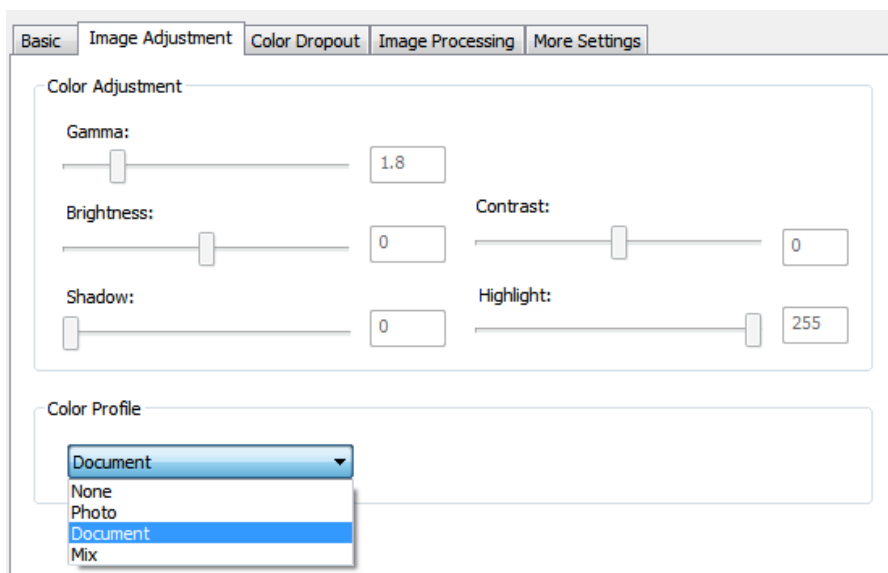 Basic Image Adjustment Color Dropout Image Processing More Settings
Color Adjustment
Gamma:
1.8
Brightness: Contrast:
0 0
Shadow: Highlight:
0 255
Color Profile
Document
None
Photo
Document
Mix